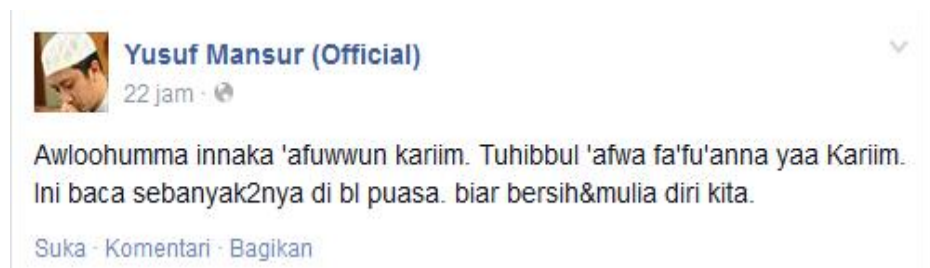 Yusuf Mansur (Official)
22 jam ·
Awloohumma innaka 'afuwwun kariim. Tuhibbul 'afwa fa'fu'anna yaa Kariim.
Ini baca sebanyak2nya di bl puasa. biar bersih&mulia diri kita.
Suka · Komentari · Bagikan